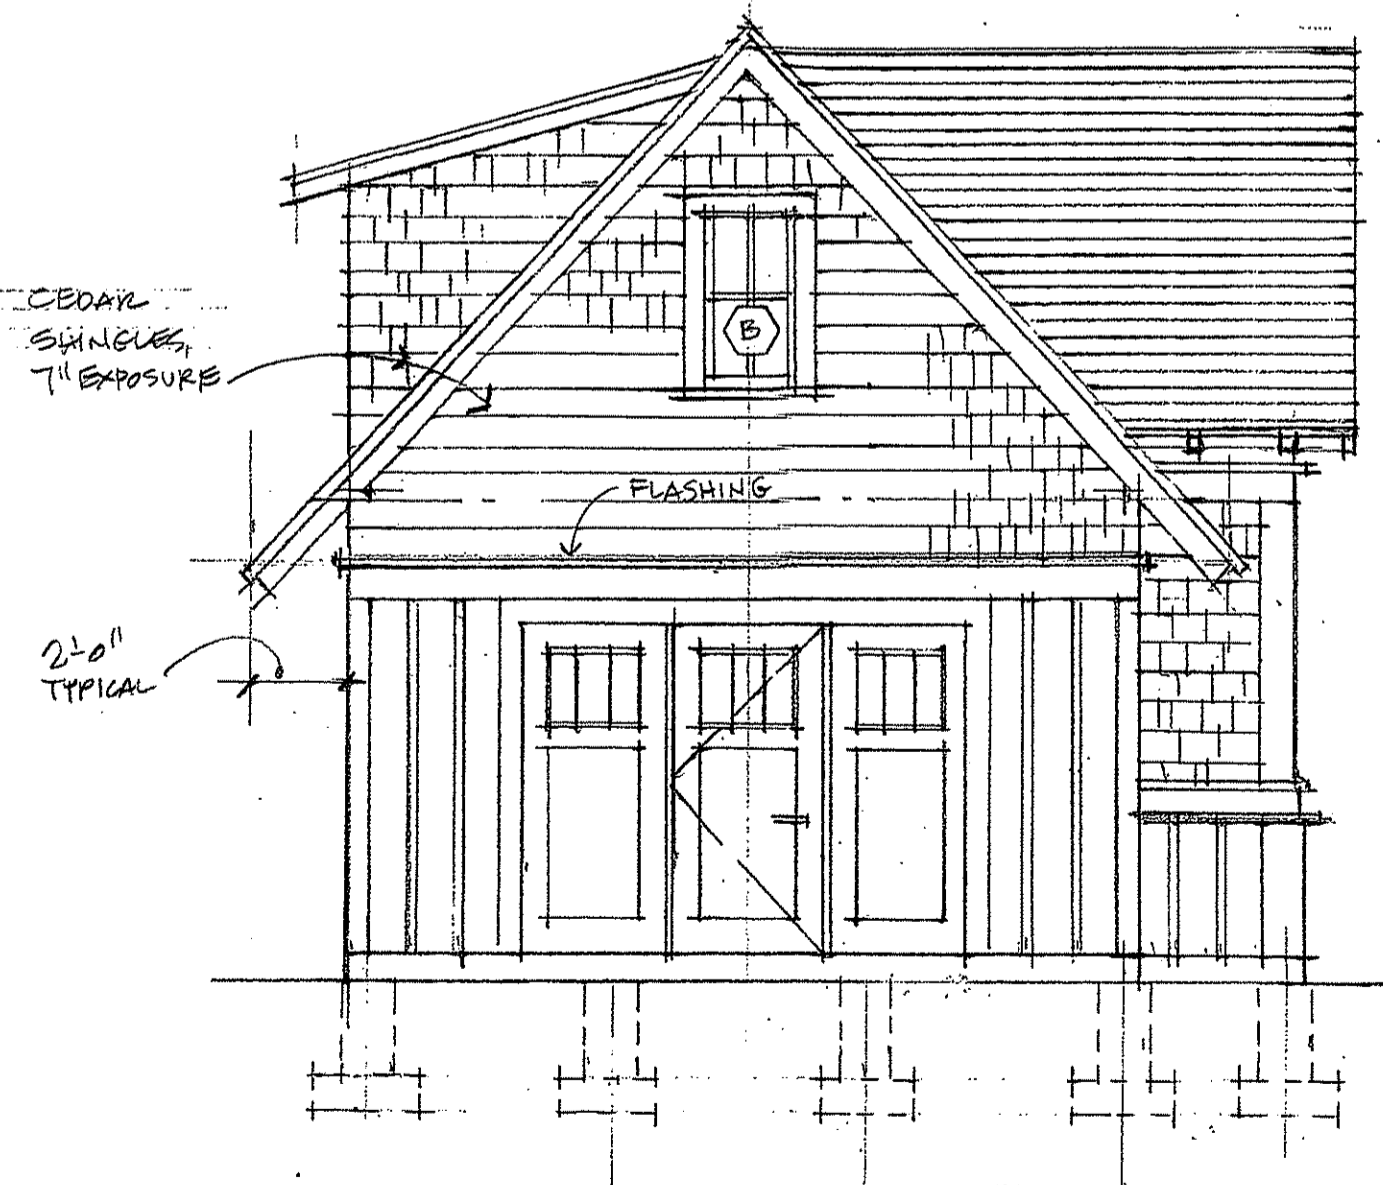 CEDAR
SHINGLES,
7" EXPOSURE
B
FLASHING
2'-0"
TYPICAL